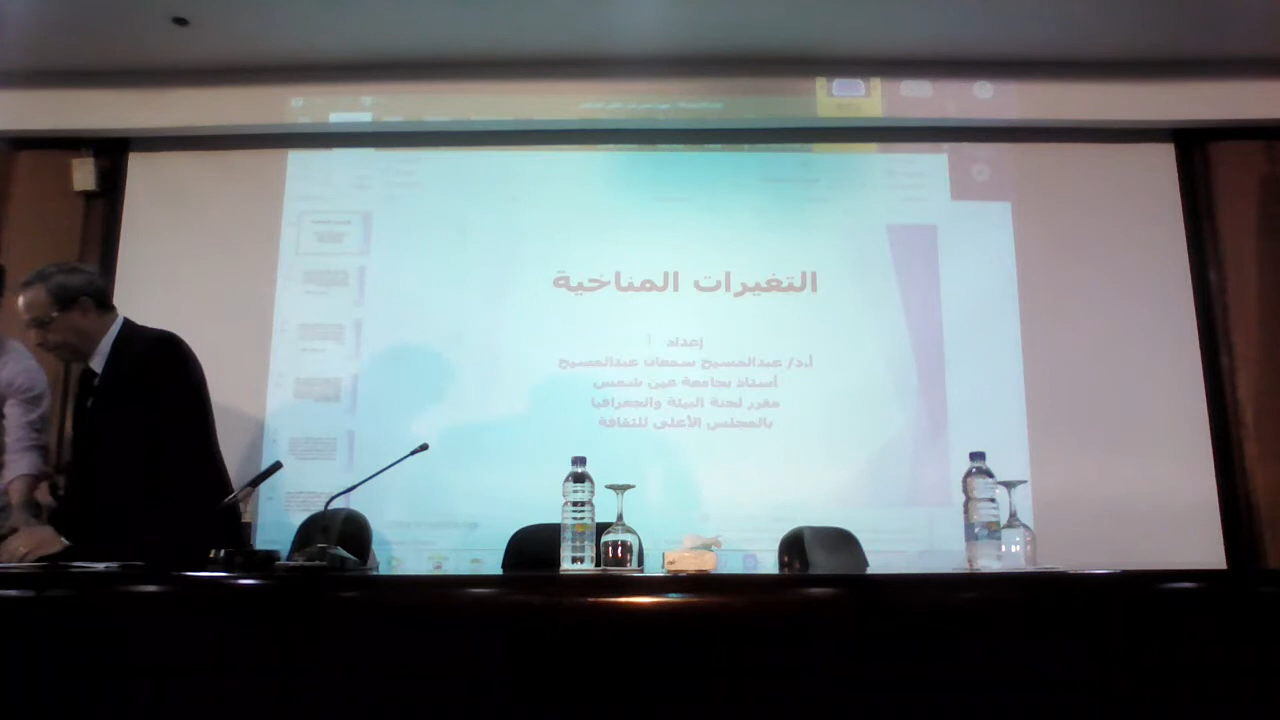 التغيرات المناخية
إعداد
أ.د/ عبدالمسيح سمعان عبدالمسيح
أستاذ بجامعة عين شمس
مقرر لجنة البيئة والجغرافيا
بالمجلس الأعلى للثقافة